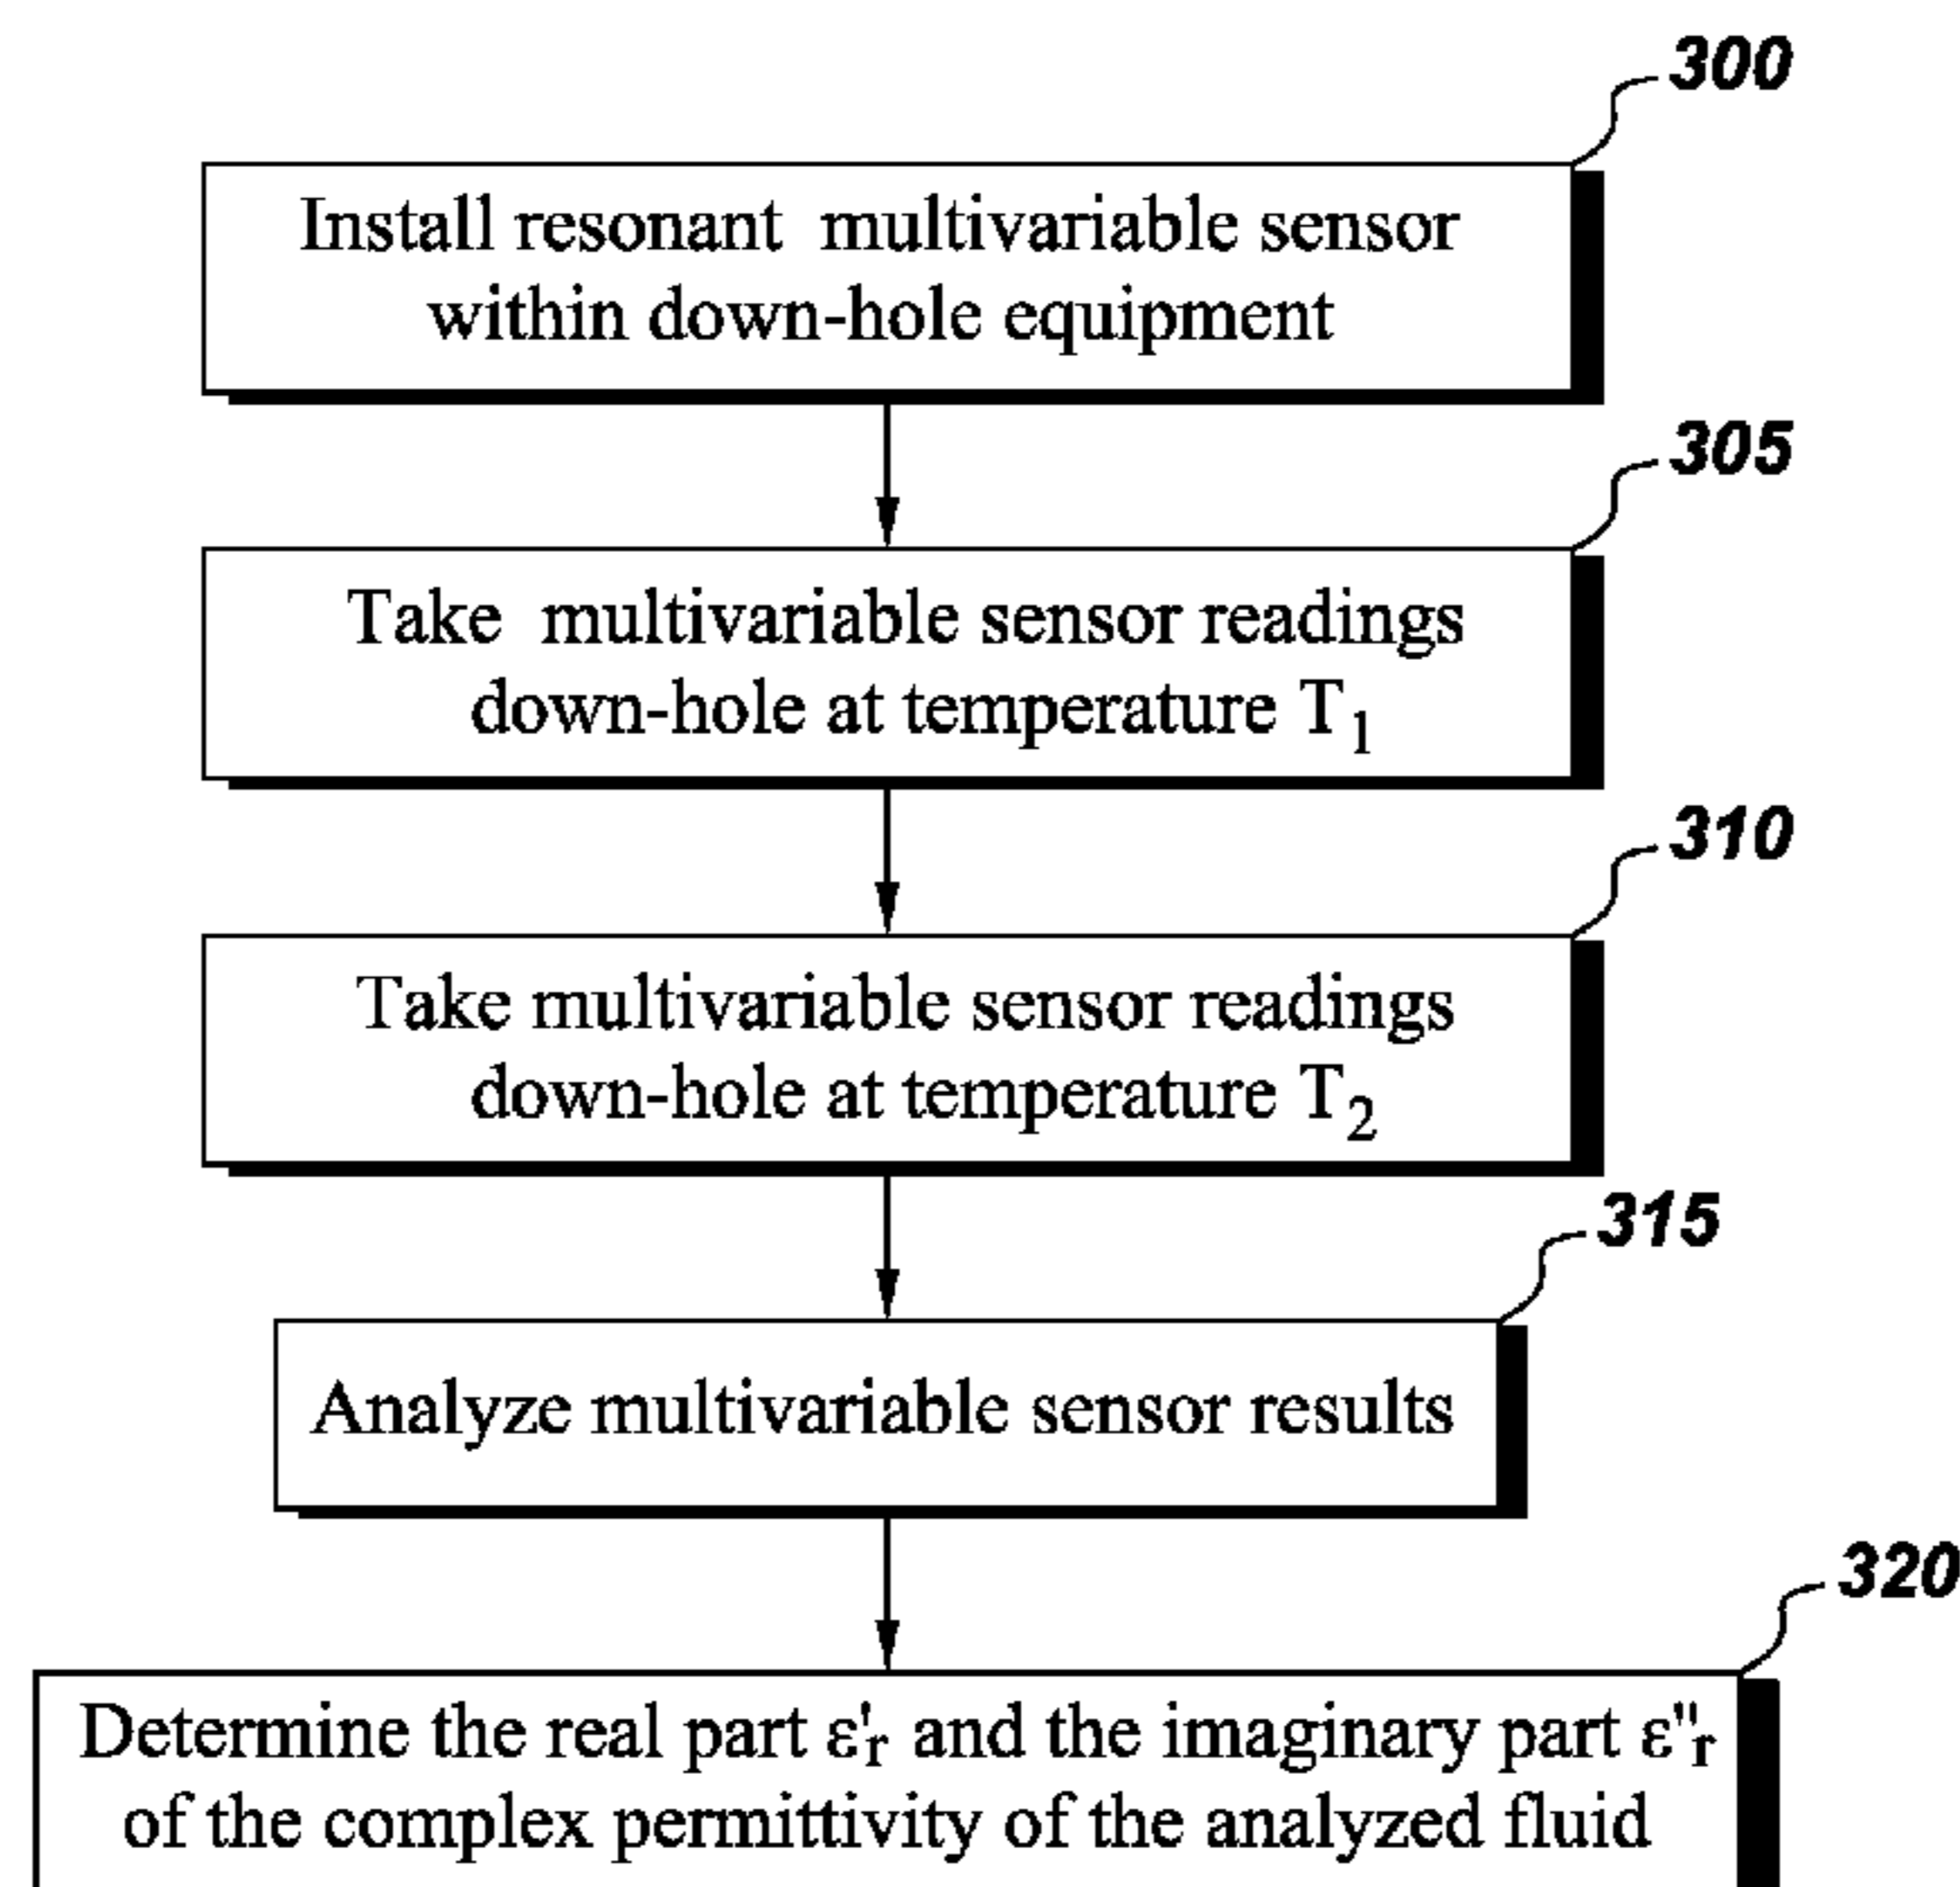 300
Install resonant multivariable sensor
within down-hole equipment
305
Take multivariable sensor readings
down-hole at temperature T₁
310
Take multivariable sensor readings
down-hole at temperature T₂
315
Analyze multivariable sensor results
320
Determine the real part ε'ᵣ and the imaginary part ε"ᵣ
of the complex permittivity of the analyzed fluid